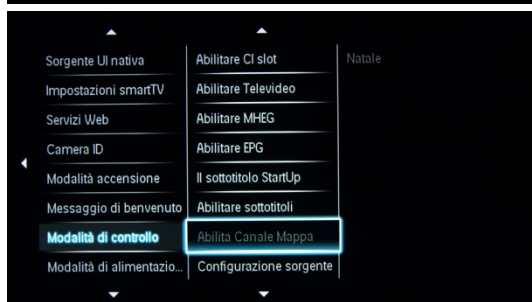 Sorgente UI nativa
Impostazioni smartTV
Servizi Web
Camera ID
Modalità accensione
Messaggio di benvenuto
Modalità di controllo
Modalità di alimentazio...
Abilitare CI slot
Abilitare Televideo
Abilitare MHEG
Abilitare EPG
Il sottotitolo StartUp
Abilitare sottotitoli
Abilita Canale Mappa
Configurazione sorgente
Natale